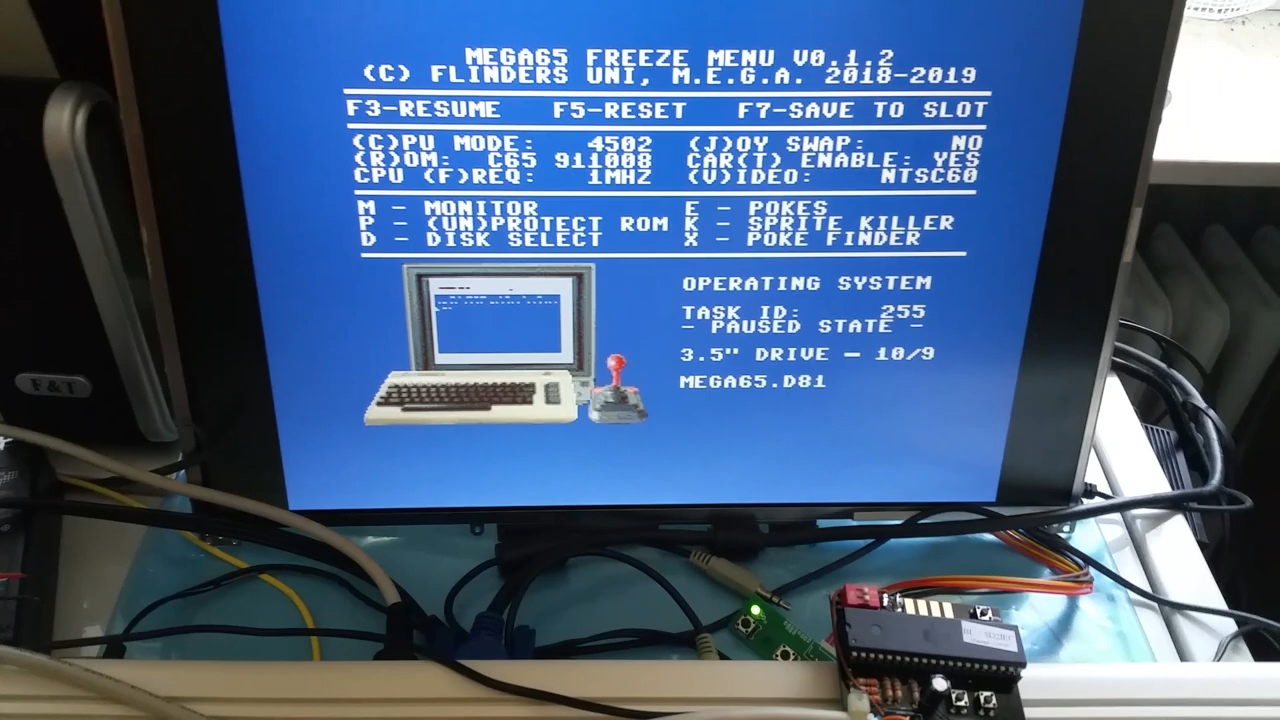 MEGA65 FREEZE MENU V0.1.2
(C) FLINDERS UNI, M.E.G.A. 2018-2019
F3-RESUME F5-RESET F7-SAVE TO SLOT
(C)PU MODE: 4502 (J)OY SWAP: NO
(R)OM: C65 911008 CAR(T) ENABLE: YES
CPU (F)REQ: 1MHZ (V)IDEO: NTSC60
M - MONITOR E - POKES
P - (UN)PROTECT ROM K - SPRITE KILLER
D - DISK SELECT X - POKE FINDER
OPERATING SYSTEM
TASK ID: 255
- PAUSED STATE -
3.5" DRIVE - 10/9
MEGA65.D81
F&T